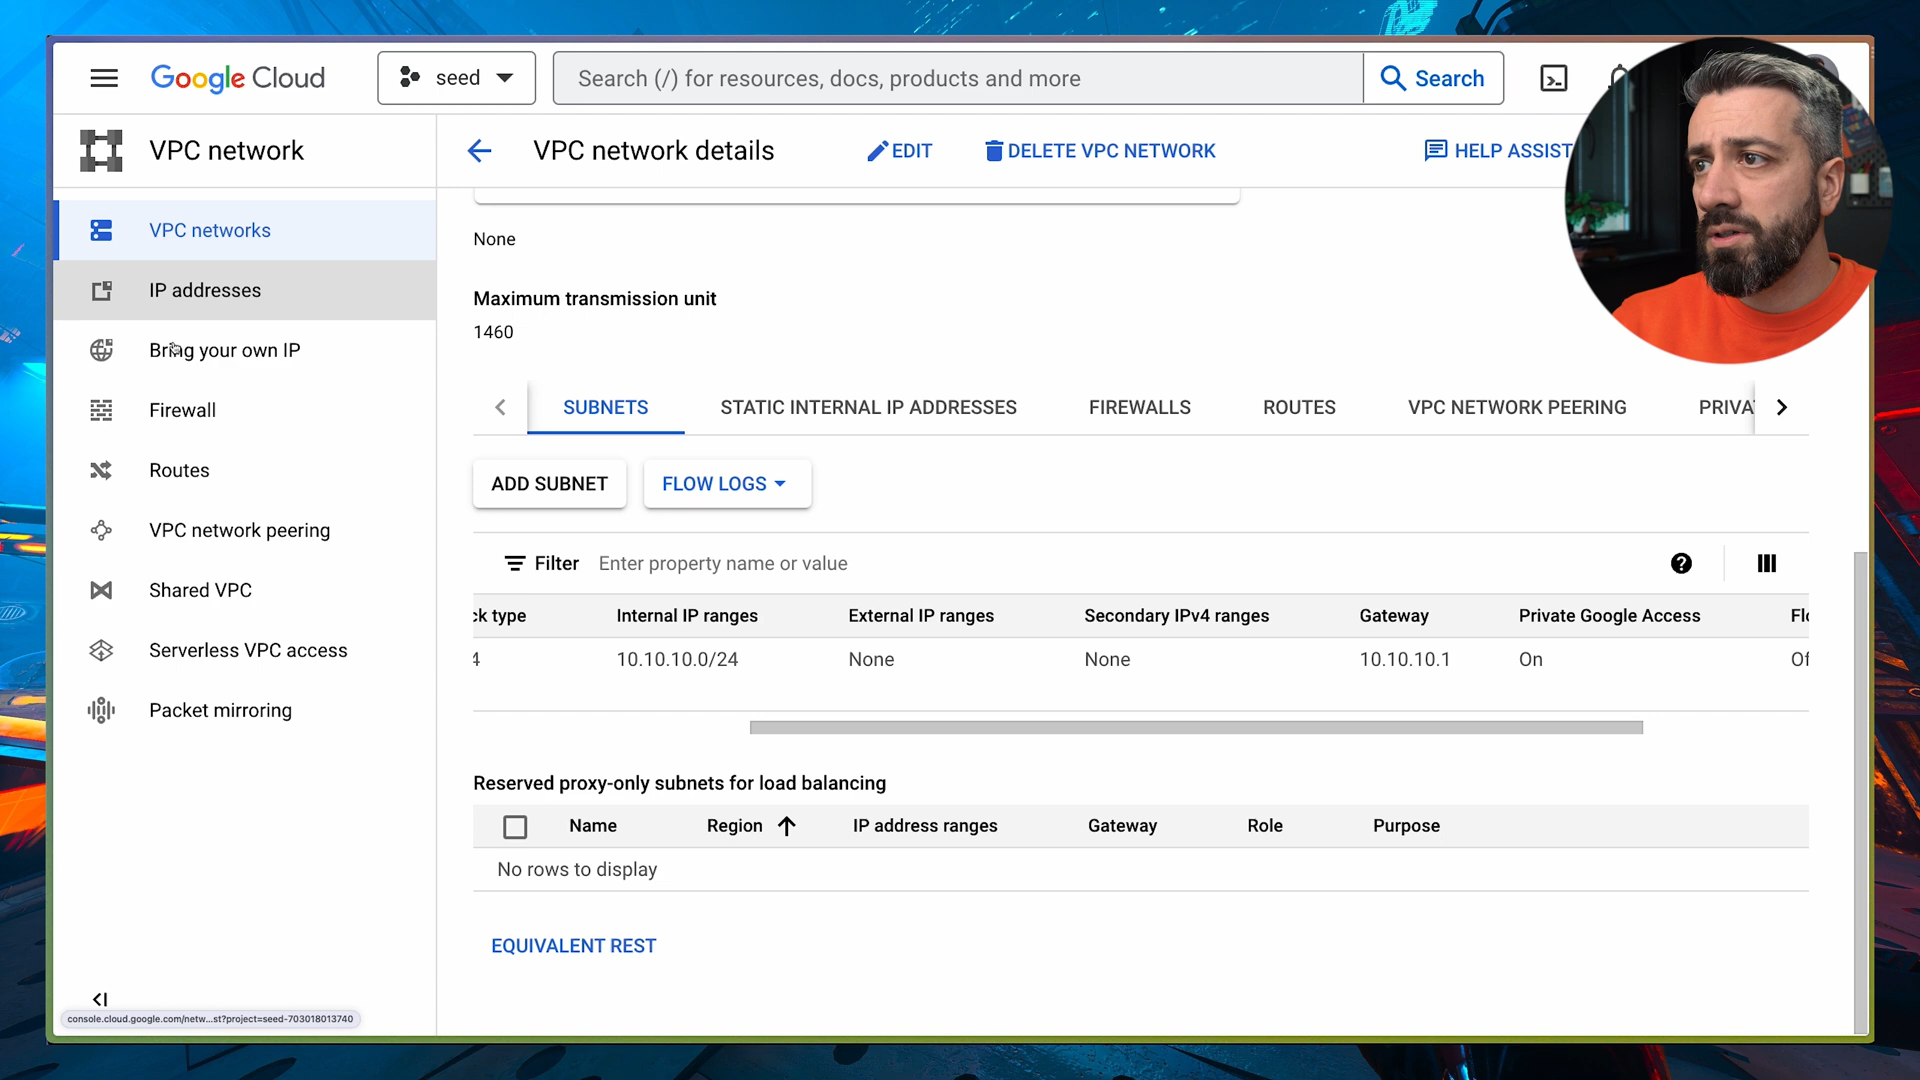 Google Cloud
seed
Search (/) for resources, docs, products and more
Search
VPC network
VPC network details
EDIT
DELETE VPC NETWORK
HELP ASSIST
VPC networks
IP addresses
Bring your own IP
Firewall
Routes
VPC network peering
Shared VPC
Serverless VPC access
Packet mirroring
None
Maximum transmission unit
1460
SUBNETS
STATIC INTERNAL IP ADDRESSES
FIREWALLS
ROUTES
VPC NETWORK PEERING
PRIVA
ADD SUBNET
FLOW LOGS
Filter
Enter property name or value
ck type
Internal IP ranges
External IP ranges
Secondary IPv4 ranges
Gateway
Private Google Access
Flo
4
10.10.10.0/24
None
None
10.10.10.1
On
Of
Reserved proxy-only subnets for load balancing
Name
Region
IP address ranges
Gateway
Role
Purpose
No rows to display
EQUIVALENT REST
console.cloud.google.com/netw...st?project=seed-703018013740